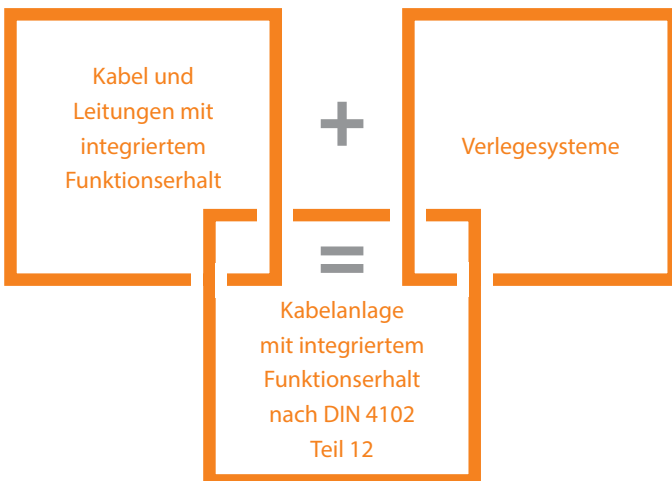 Kabel und
Leitungen mit
integriertem
Funktionserhalt
+
Verlegesysteme
=
Kabelanlage
mit integriertem
Funktionserhalt
nach DIN 4102
Teil 12